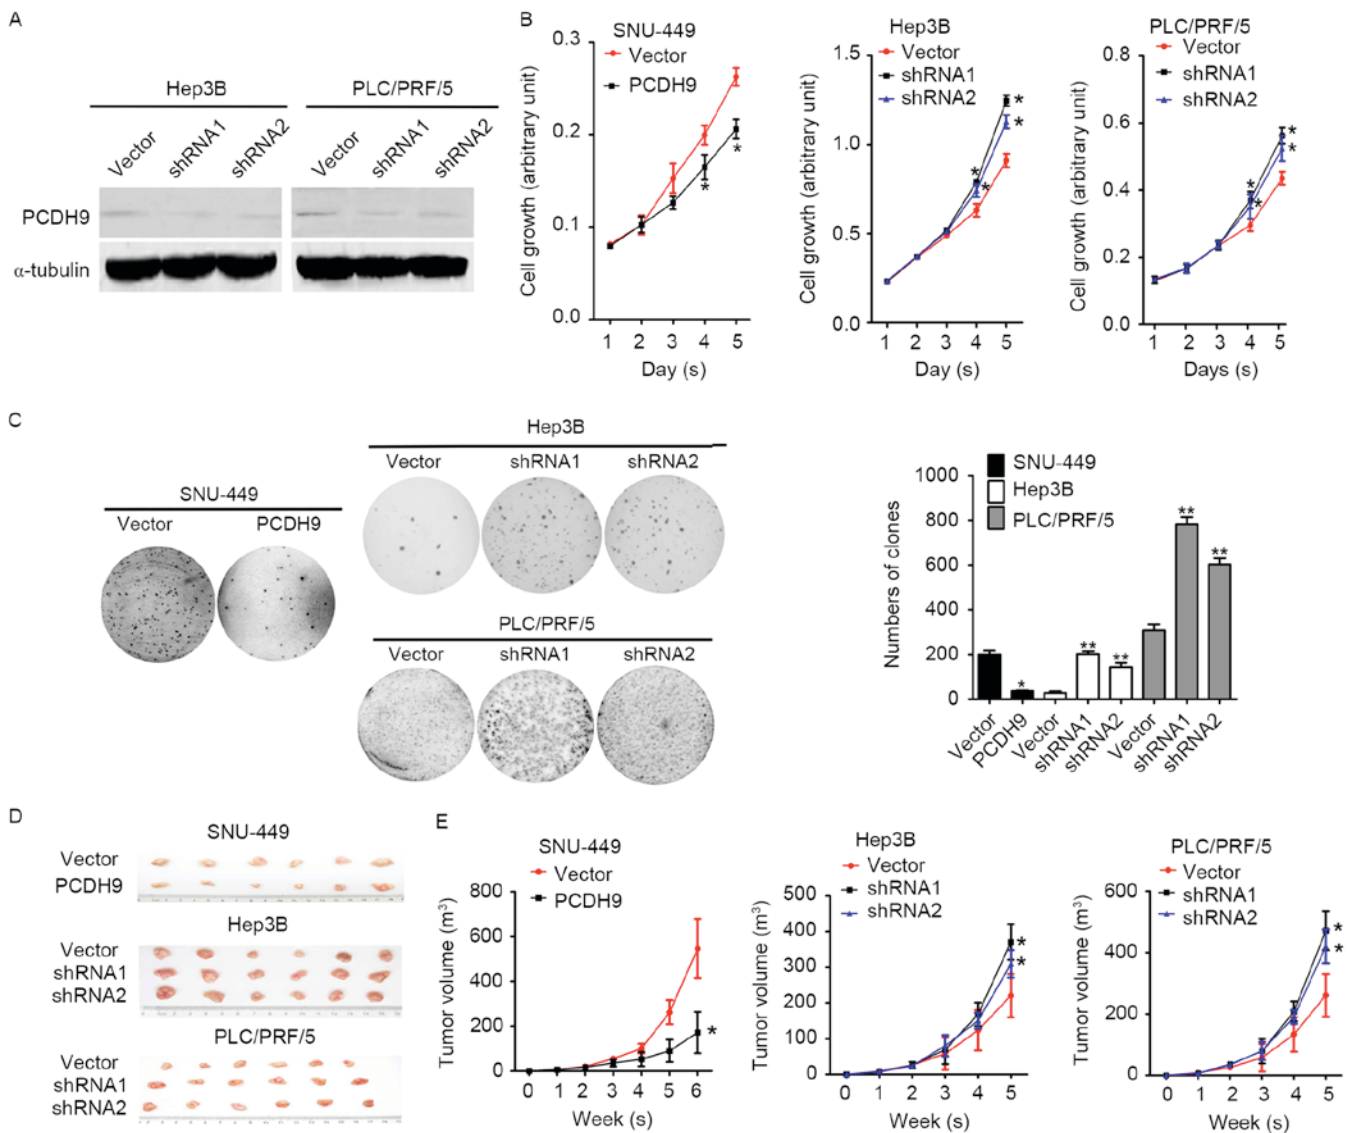 A
Hep3B PLC/PRF/5
Vector shRNA1 shRNA2 Vector shRNA1 shRNA2
PCDH9
α-tubulin
B
SNU-449
Vector
PCDH9
Cell growth (arbitrary unit)
0.3
0.2
0.1
0.0
1 2 3 4 5
Day (s)
* *
Hep3B
Vector
shRNA1
shRNA2
Cell growth (arbitrary unit)
1.5
1.0
0.5
0.0
1 2 3 4 5
Day (s)
* * * *
PLC/PRF/5
Vector
shRNA1
shRNA2
Cell growth (arbitrary unit)
0.8
0.6
0.4
0.2
0.0
1 2 3 4 5
Days (s)
* * * *
C
SNU-449
Vector PCDH9
Hep3B
Vector shRNA1 shRNA2
PLC/PRF/5
Vector shRNA1 shRNA2
SNU-449
Hep3B
PLC/PRF/5
Numbers of clones
1000
800
600
400
200
0
* ** ** ** **
Vector PCDH9 Vector shRNA1 shRNA2 Vector shRNA1 shRNA2
D
SNU-449
Vector
PCDH9
Hep3B
Vector
shRNA1
shRNA2
PLC/PRF/5
Vector
shRNA1
shRNA2
E
SNU-449
Vector
PCDH9
Tumor volume (m³)
800
600
400
200
0
0 1 2 3 4 5 6
Week (s)
*
Hep3B
Vector
shRNA1
shRNA2
Tumor volume (m³)
500
400
300
200
100
0
0 1 2 3 4 5
Week (s)
* *
PLC/PRF/5
Vector
shRNA1
shRNA2
Tumor volume (m³)
600
400
200
0
0 1 2 3 4 5
Week (s)
* *